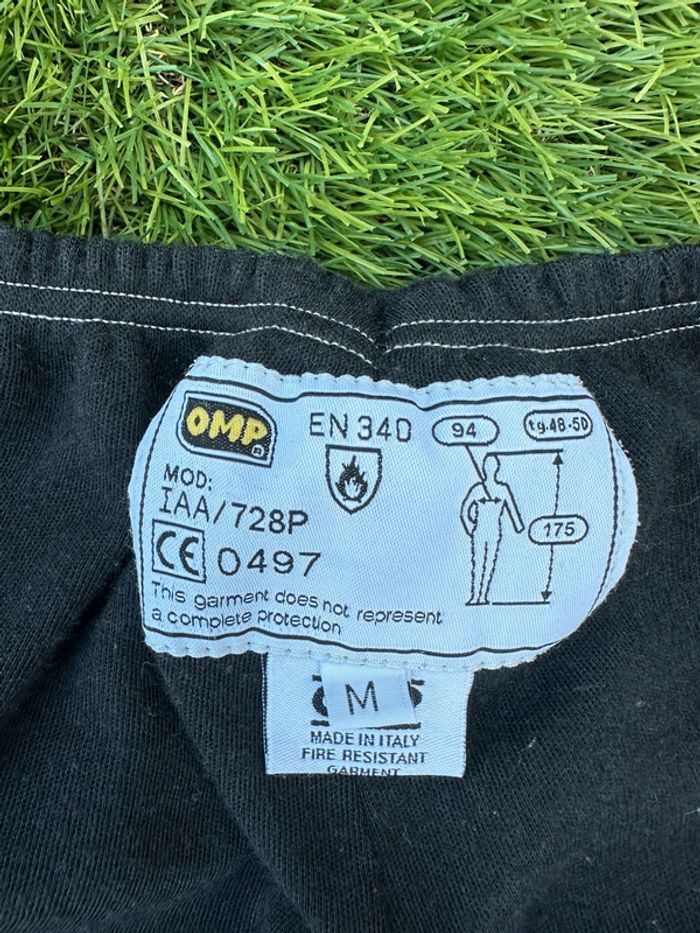 OMP
EN 340
94
tg.48-50
MOD:
IAA/728P
175
CE 0497
This garment does not represent
a complete protection
M
MADE IN ITALY
FIRE RESISTANT
GARMENT